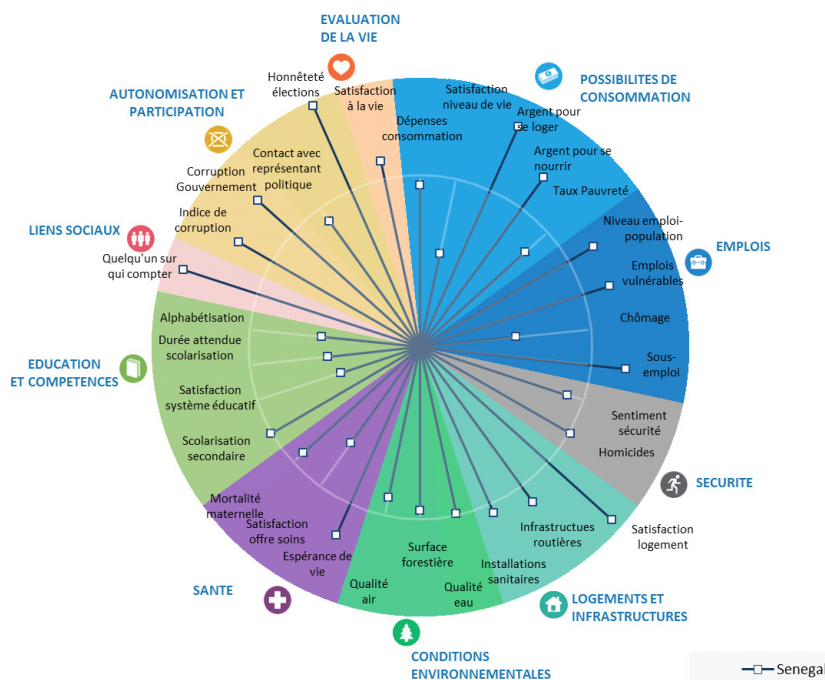 EVALUATION
DE LA VIE
Honnêteté
élections
Satisfaction
à la vie
Satisfaction
niveau de vie
POSSIBILITES DE
CONSOMMATION
AUTONOMISATION ET
PARTICIPATION
Dépenses
consommation
Argent pour
se loger
Contact avec
représentant
politique
Argent pour se
nourrir
Corruption
Gouvernement
Taux Pauvreté
Indice de
corruption
Niveau emploi-
population
LIENS SOCIAUX
EMPLOIS
Quelqu'un sur
qui compter
Emplois
vulnérables
Alphabétisation
Chômage
Durée attendue
scolarisation
Sous-
emploi
EDUCATION
ET COMPETENCES
Satisfaction
système éducatif
Sentiment
sécurité
Scolarisation
secondaire
Homicides
SECURITE
Mortalité
maternelle
Satisfaction
offre soins
Infrastructues
routières
Satisfaction
logement
Espérance de
vie
Surface
forestière
Installations
sanitaires
Qualité
air
Qualité
eau
SANTE
LOGEMENTS ET
INFRASTRUCTURES
CONDITIONS
ENVIRONNEMENTALES
Senegal